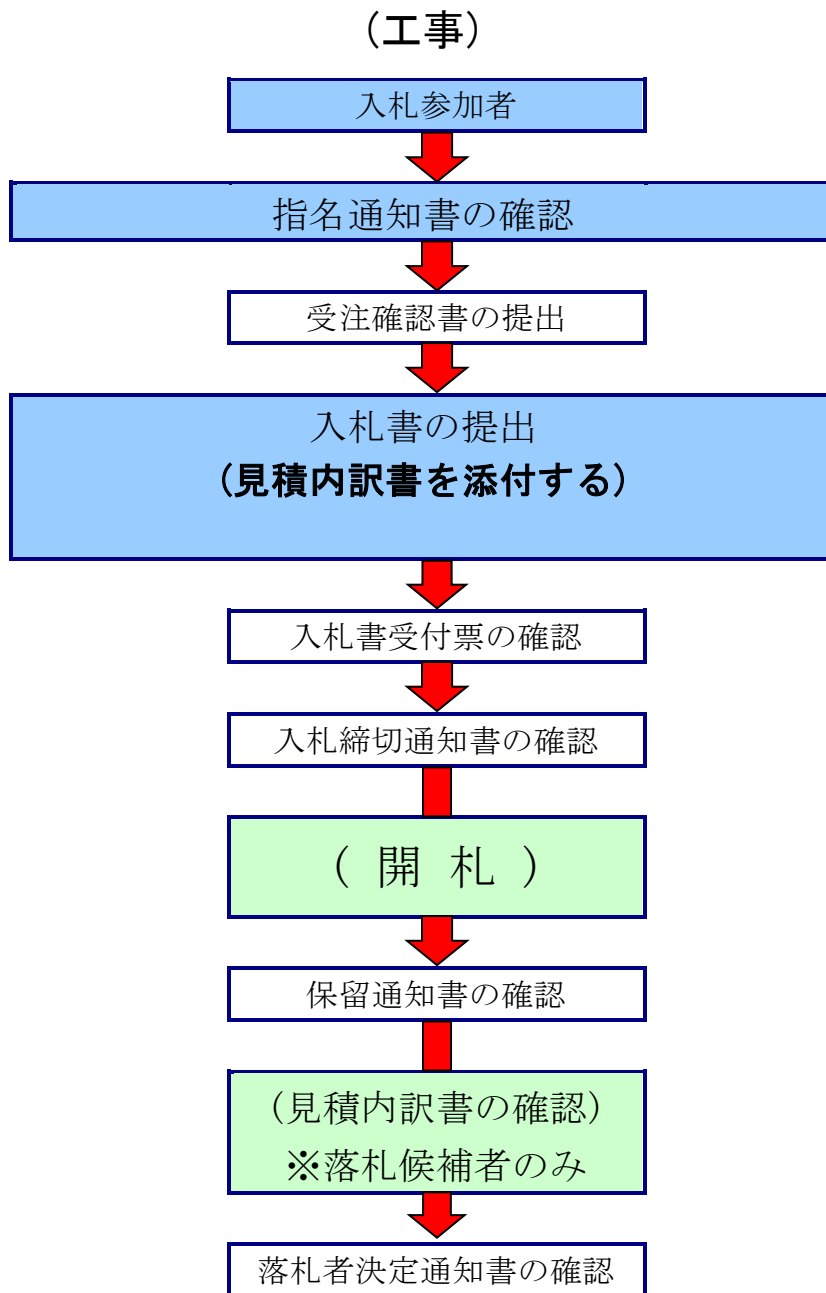 （工事）
入札参加者
指名通知書の確認
受注確認書の提出
入札書の提出
（見積内訳書を添付する）
入札書受付票の確認
入札締切通知書の確認
（ 開 札 ）
保留通知書の確認
（見積内訳書の確認）
※落札候補者のみ
落札者決定通知書の確認